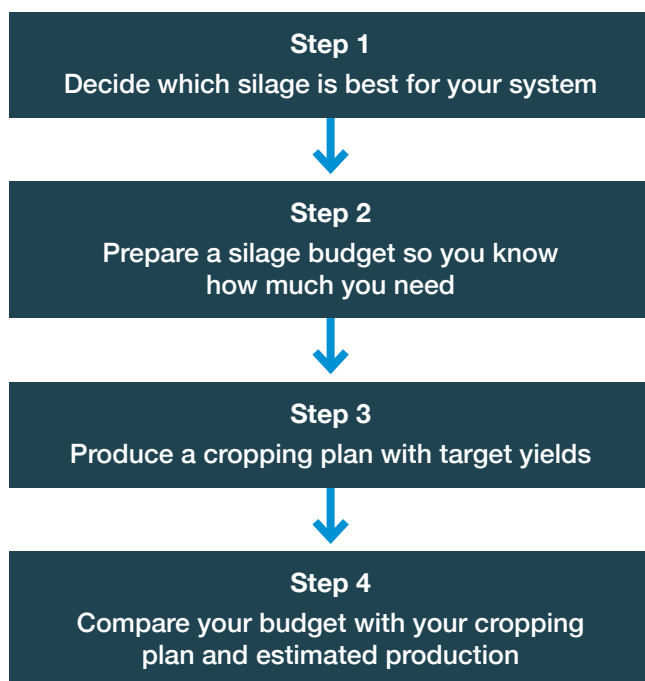 Step 1
Decide which silage is best for your system
Step 2
Prepare a silage budget so you know
how much you need
Step 3
Produce a cropping plan with target yields
Step 4
Compare your budget with your cropping
plan and estimated production